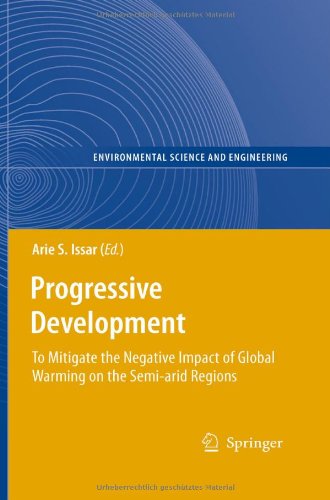 Urheberrechtlich geschütztes Material
ENVIRONMENTAL SCIENCE AND ENGINEERING
Arie S. Issar (Ed.)
Progressive
Development
To Mitigate the Negative Impact of Global
Warming on the Semi-arid Regions
Springer
Urheberrechtlich geschütztes Material